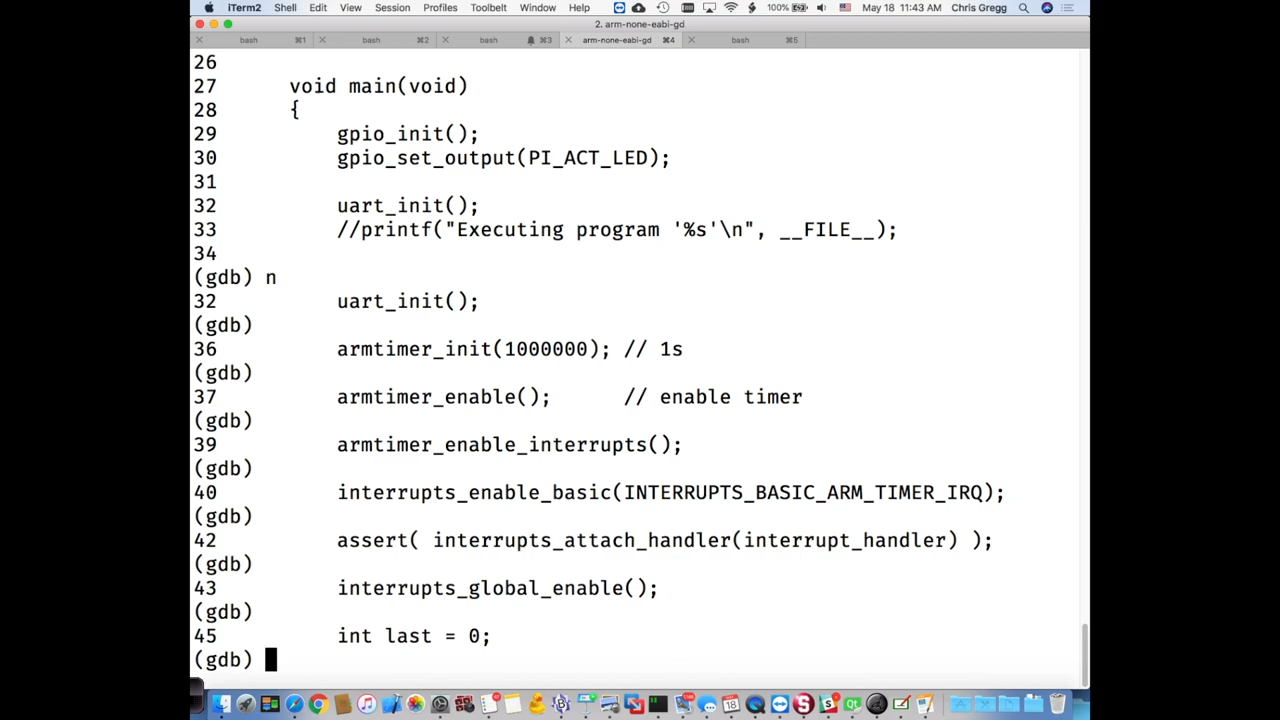 iTerm2 Shell Edit View Session Profiles Toolbelt Window Help 100% May 18 11:43 AM Chris Gregg
2. arm-none-eabi-gd
bash ⌘1 bash ⌘2 bash ⌘3 arm-none-eabi-gd ⌘4 bash ⌘5
26
27 void main(void)
28 {
29 gpio_init();
30 gpio_set_output(PI_ACT_LED);
31
32 uart_init();
33 //printf("Executing program '%s'\n", __FILE__);
34
(gdb) n
32 uart_init();
(gdb)
36 armtimer_init(1000000); // 1s
(gdb)
37 armtimer_enable(); // enable timer
(gdb)
39 armtimer_enable_interrupts();
(gdb)
40 interrupts_enable_basic(INTERRUPTS_BASIC_ARM_TIMER_IRQ);
(gdb)
42 assert( interrupts_attach_handler(interrupt_handler) );
(gdb)
43 interrupts_global_enable();
(gdb)
45 int last = 0;
(gdb)